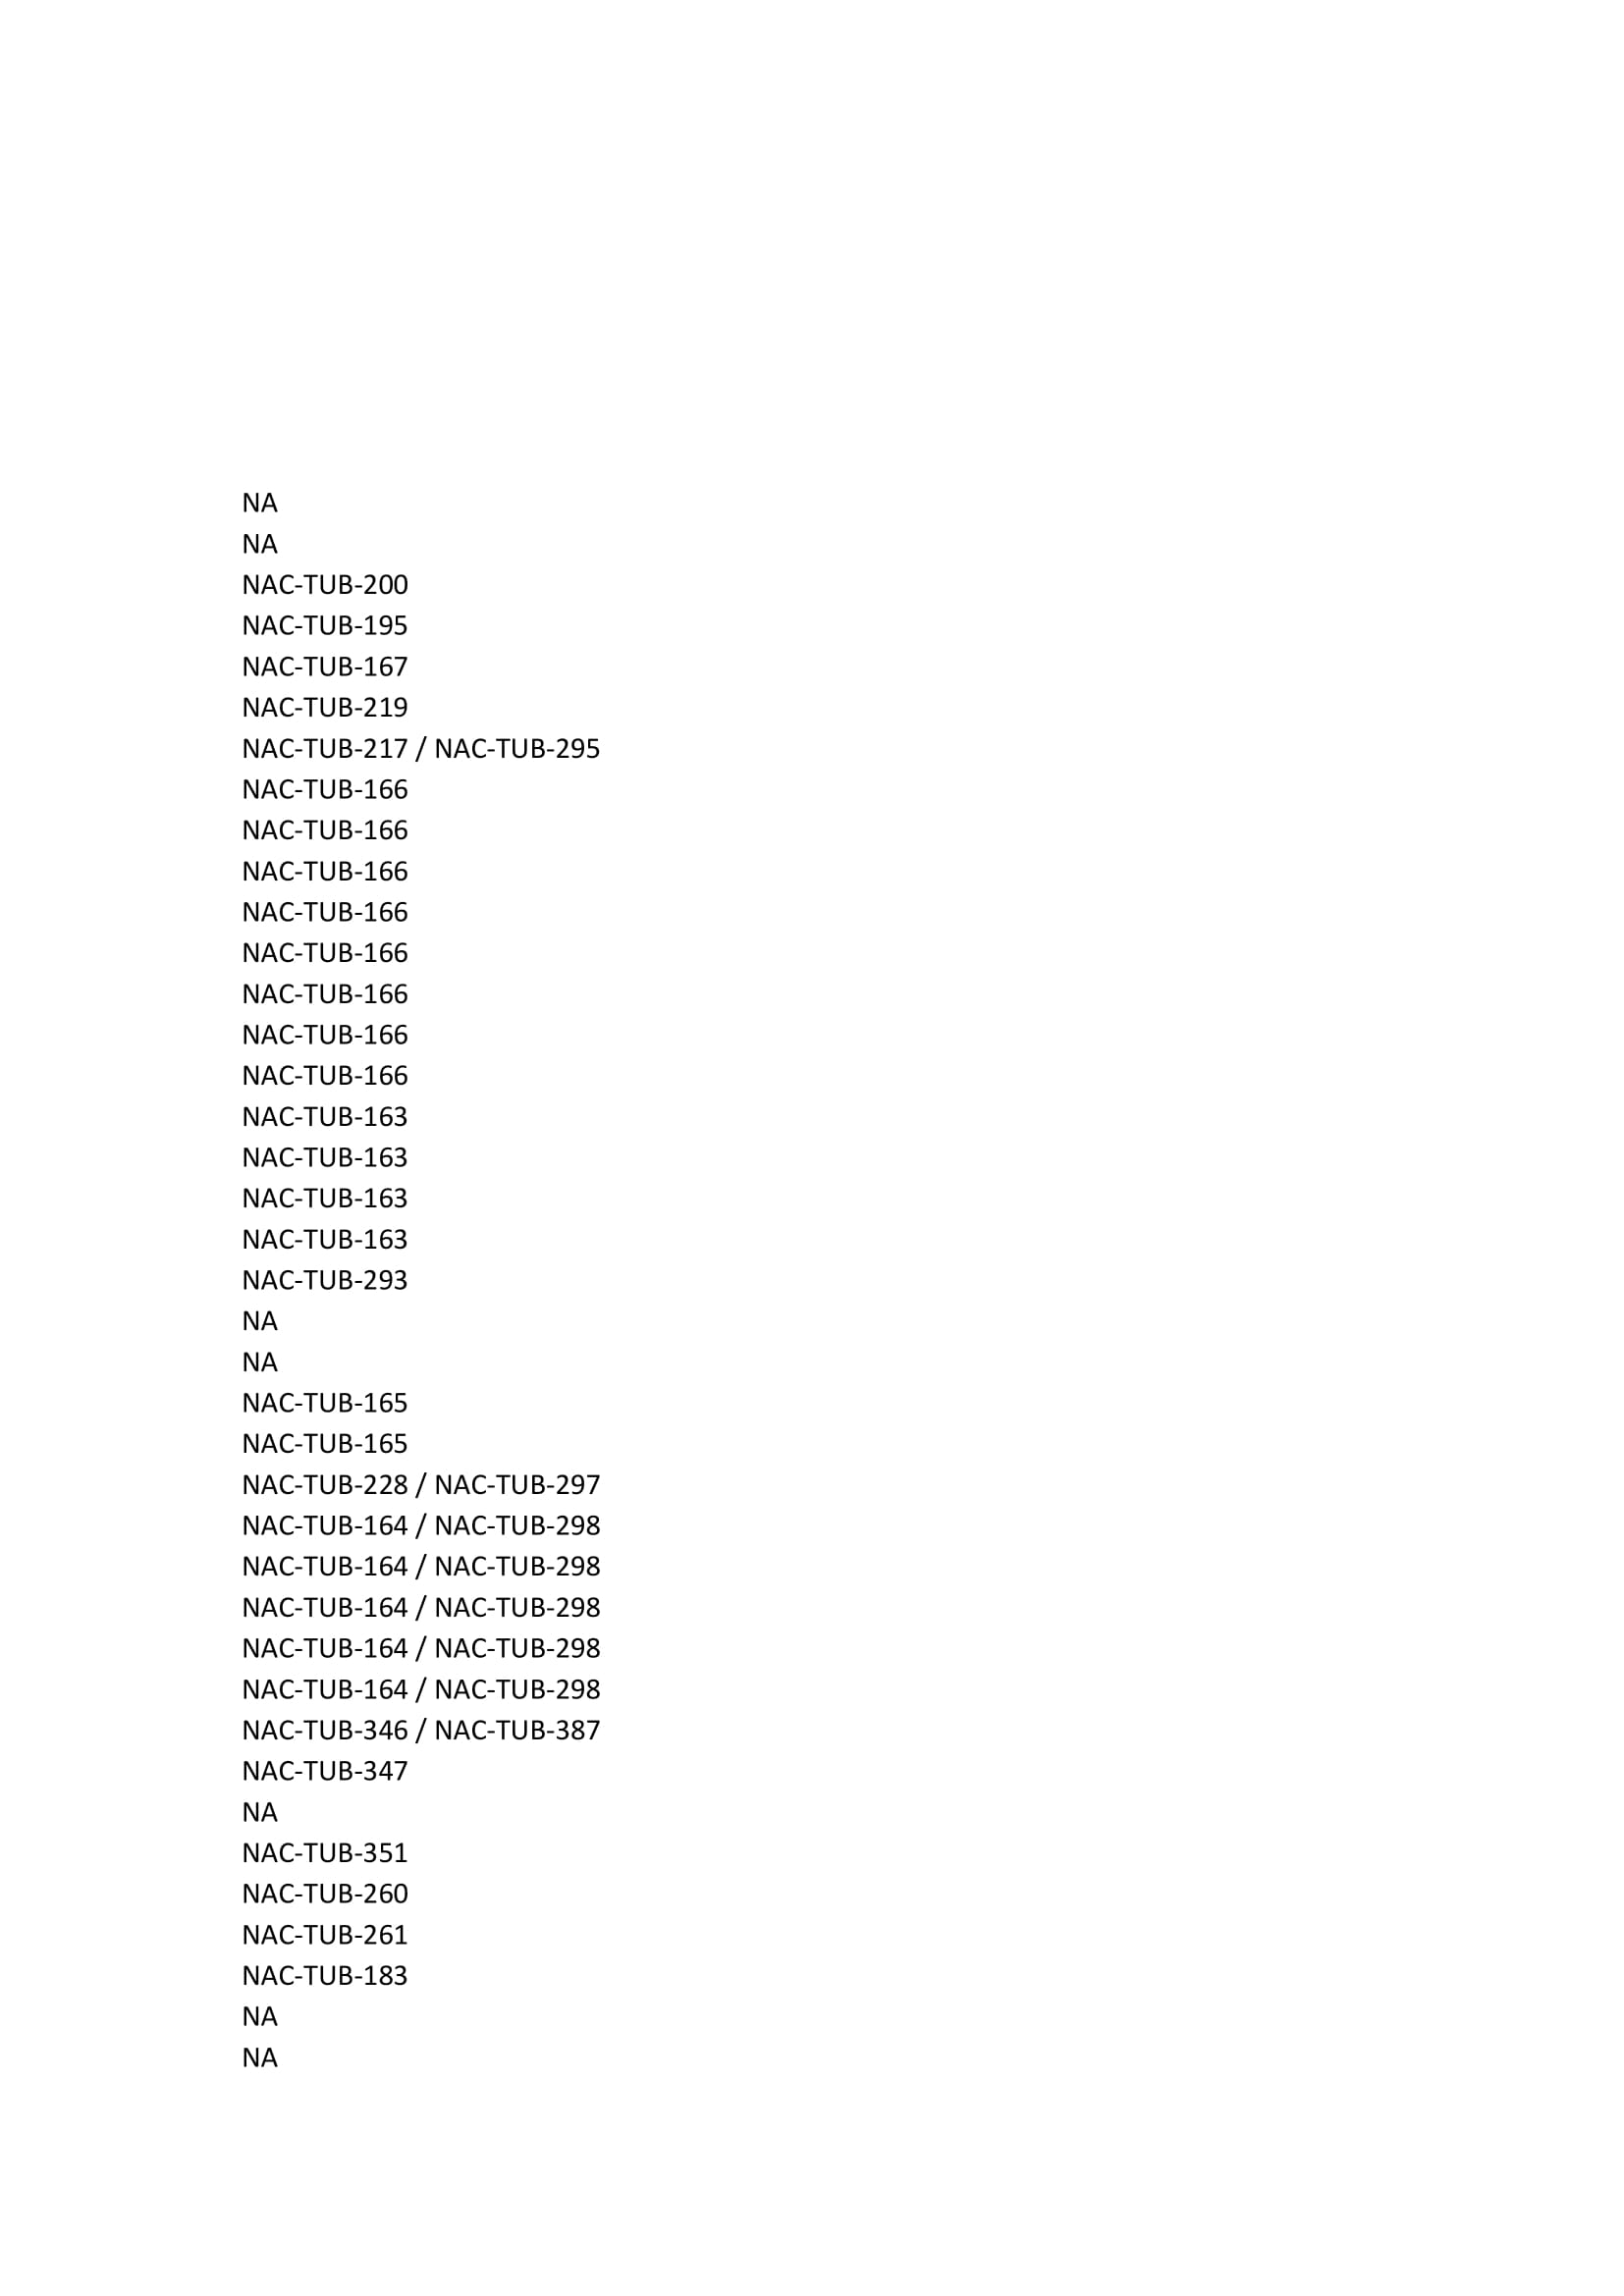 NA
NA
NAC-TUB-200
NAC-TUB-195
NAC-TUB-167
NAC-TUB-219
NAC-TUB-217 / NAC-TUB-295
NAC-TUB-166
NAC-TUB-166
NAC-TUB-166
NAC-TUB-166
NAC-TUB-166
NAC-TUB-166
NAC-TUB-166
NAC-TUB-166
NAC-TUB-163
NAC-TUB-163
NAC-TUB-163
NAC-TUB-163
NAC-TUB-293
NA
NA
NAC-TUB-165
NAC-TUB-165
NAC-TUB-228 / NAC-TUB-297
NAC-TUB-164 / NAC-TUB-298
NAC-TUB-164 / NAC-TUB-298
NAC-TUB-164 / NAC-TUB-298
NAC-TUB-164 / NAC-TUB-298
NAC-TUB-164 / NAC-TUB-298
NAC-TUB-346 / NAC-TUB-387
NAC-TUB-347
NA
NAC-TUB-351
NAC-TUB-260
NAC-TUB-261
NAC-TUB-183
NA
NA